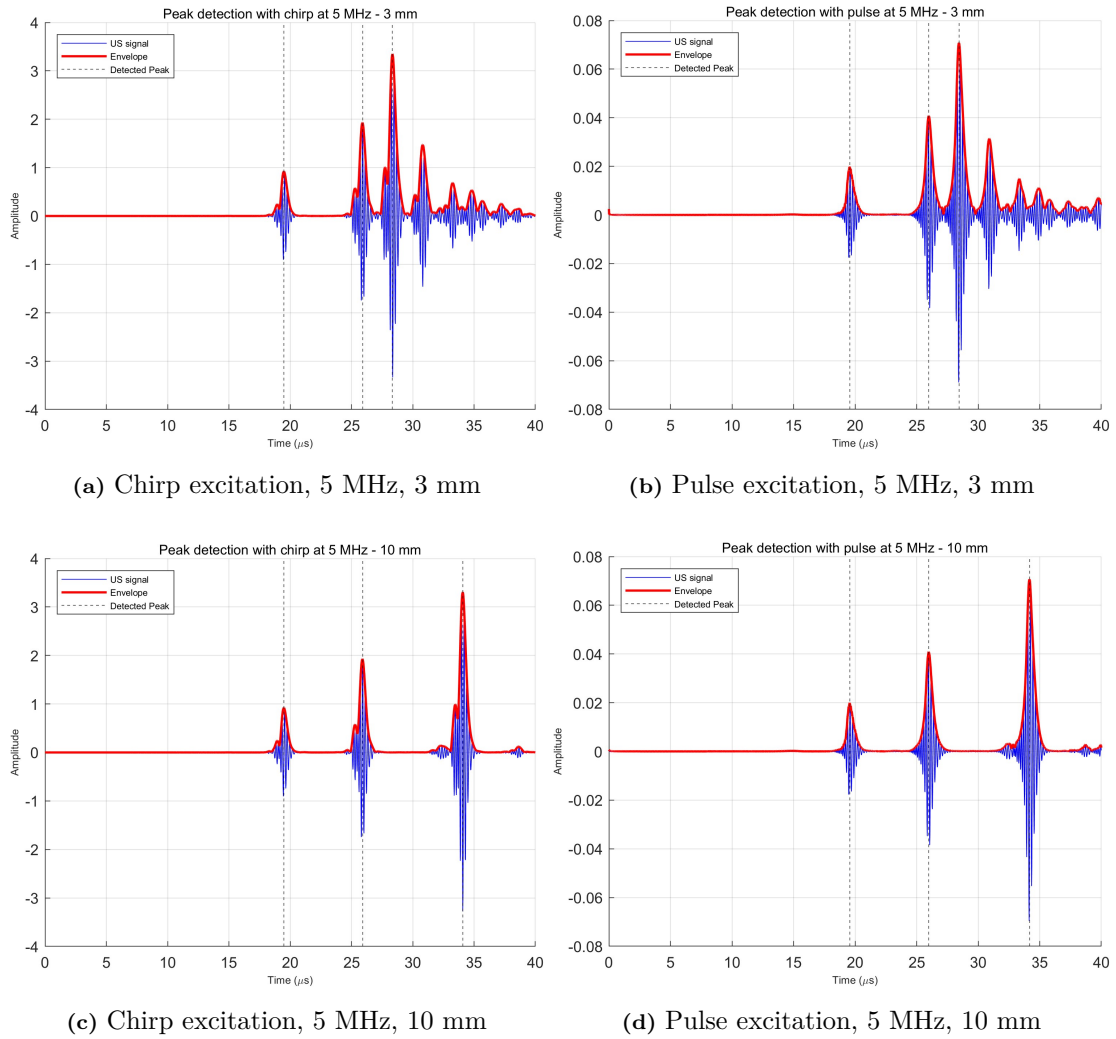 Peak detection with chirp at 5 MHz - 3 mm
US signal
Envelope
Detected Peak
4
3
2
1
0
-1
-2
-3
-4
Amplitude
0 5 10 15 20 25 30 35 40
Time (μs)
(a) Chirp excitation, 5 MHz, 3 mm
Peak detection with pulse at 5 MHz - 3 mm
US signal
Envelope
Detected Peak
0.08
0.06
0.04
0.02
0
-0.02
-0.04
-0.06
-0.08
Amplitude
0 5 10 15 20 25 30 35 40
Time (μs)
(b) Pulse excitation, 5 MHz, 3 mm
Peak detection with chirp at 5 MHz - 10 mm
US signal
Envelope
Detected Peak
4
3
2
1
0
-1
-2
-3
-4
Amplitude
0 5 10 15 20 25 30 35 40
Time (μs)
(c) Chirp excitation, 5 MHz, 10 mm
Peak detection with pulse at 5 MHz - 10 mm
US signal
Envelope
Detected Peak
0.08
0.06
0.04
0.02
0
-0.02
-0.04
-0.06
-0.08
Amplitude
0 5 10 15 20 25 30 35 40
Time (μs)
(d) Pulse excitation, 5 MHz, 10 mm